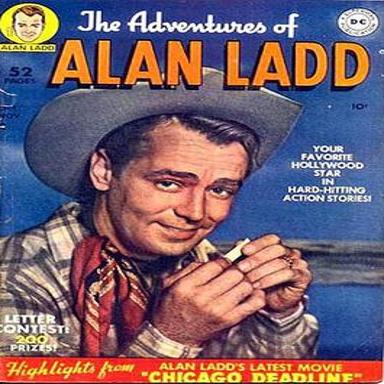 The Adventures of
ALAN LADD
ALAN LADD
DC
52
PAGES
NOV
10¢
YOUR
FAVORITE
HOLLYWOOD
STAR
IN
HARD-HITTING
ACTION STORIES!
LETTER
CONTEST:
200
PRIZES!
Highlights from
ALAN LADD'S LATEST MOVIE
"CHICAGO DEADLINE"